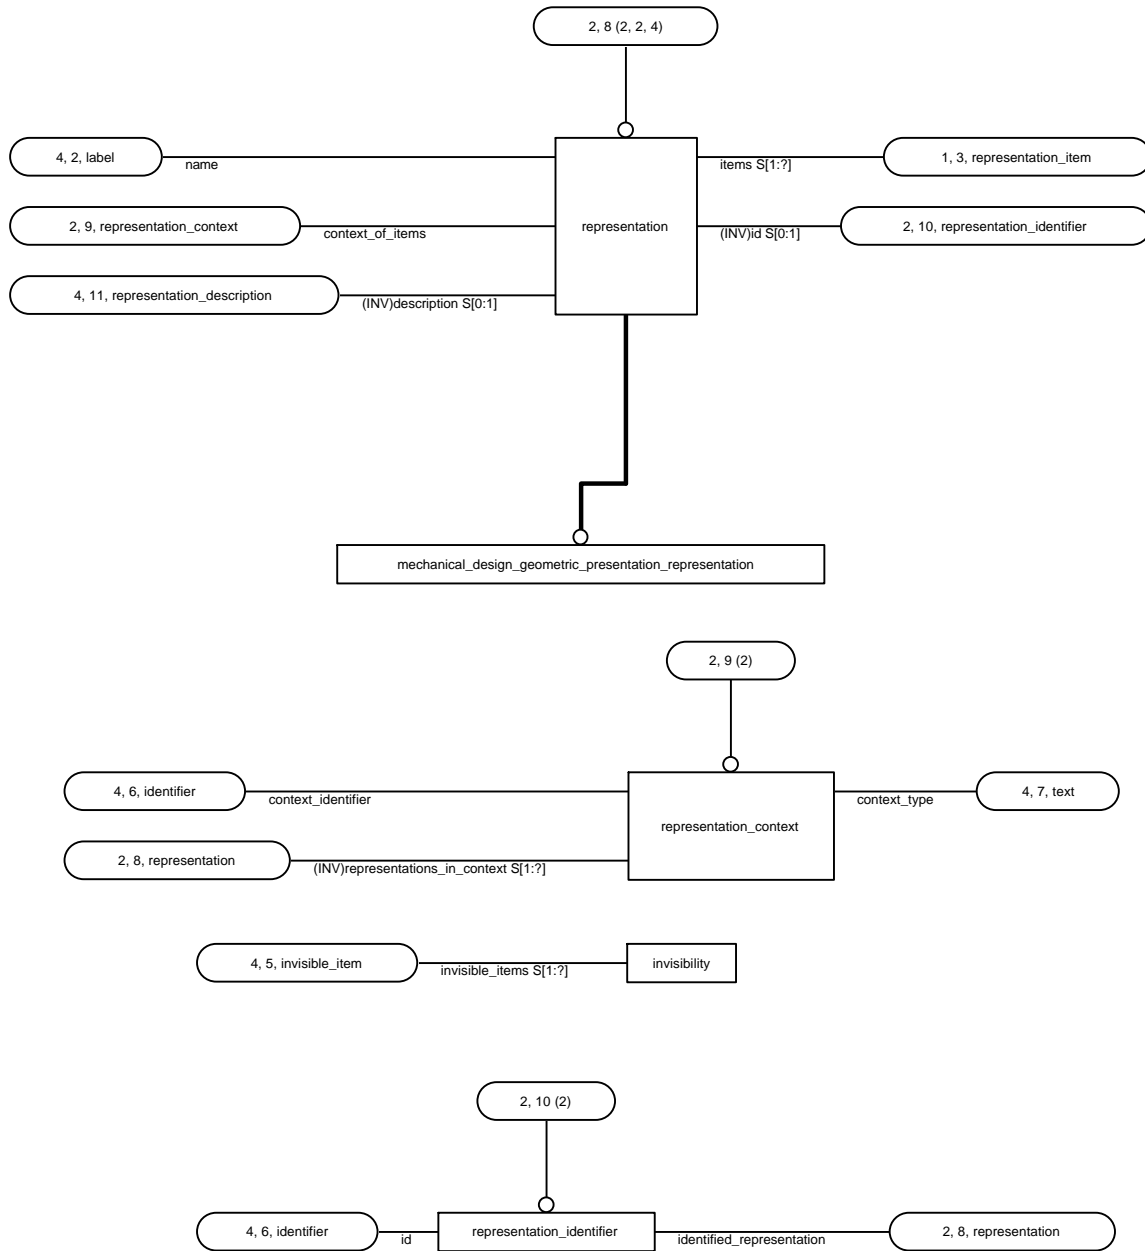 2, 8 (2, 2, 4)
4, 2, label
name
items S[1:?]
1, 3, representation_item
2, 9, representation_context
context_of_items
representation
(INV)id S[0:1]
2, 10, representation_identifier
4, 11, representation_description
(INV)description S[0:1]
mechanical_design_geometric_presentation_representation
2, 9 (2)
4, 6, identifier
context_identifier
context_type
4, 7, text
representation_context
2, 8, representation
(INV)representations_in_context S[1:?]
4, 5, invisible_item
invisible_items S[1:?]
invisibility
2, 10 (2)
4, 6, identifier
id
representation_identifier
identified_representation
2, 8, representation